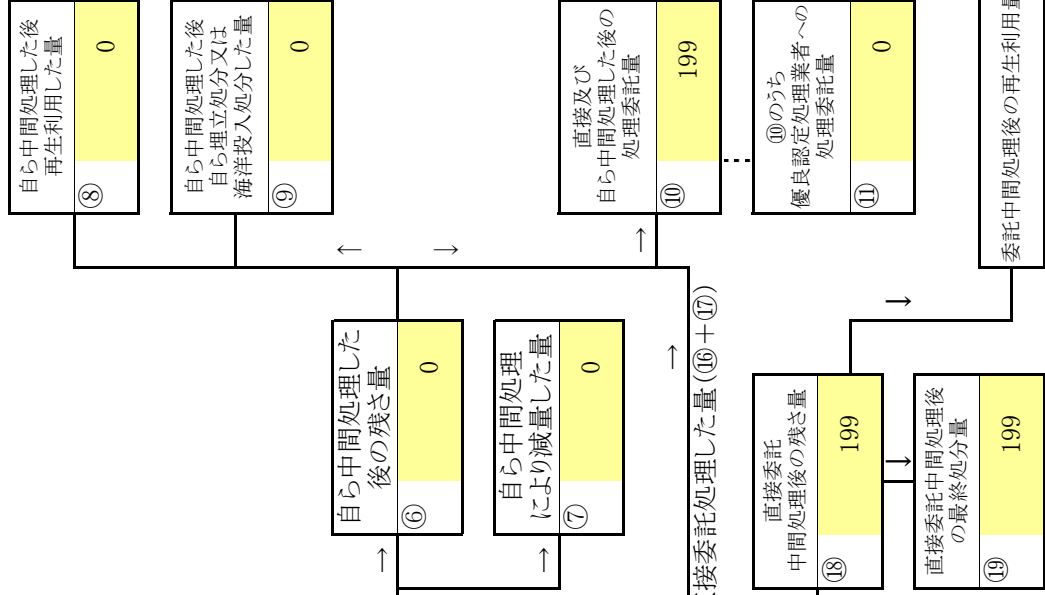 自ら中間処理した後
再生利用した量
⑧ 0
自ら中間処理した後
自ら埋立処分又は
海洋投入処分した量
⑨ 0
← →
自ら中間処理した
後の残さ量
⑥ 0
→
自ら中間処理
により減量した量
⑦ 0
→
直接及び
自ら中間処理した後の
処理委託量
⑩ 199
→
⑩のうち
優良認定処理業者への
処理委託量
⑪ 0
→
接委託処理した量(⑯+⑰)
直接委託
中間処理後の残さ量
⑱ 199
→
直接委託中間処理後
の最終処分量
⑲ 199
→
委託中間処理後の再生利用量